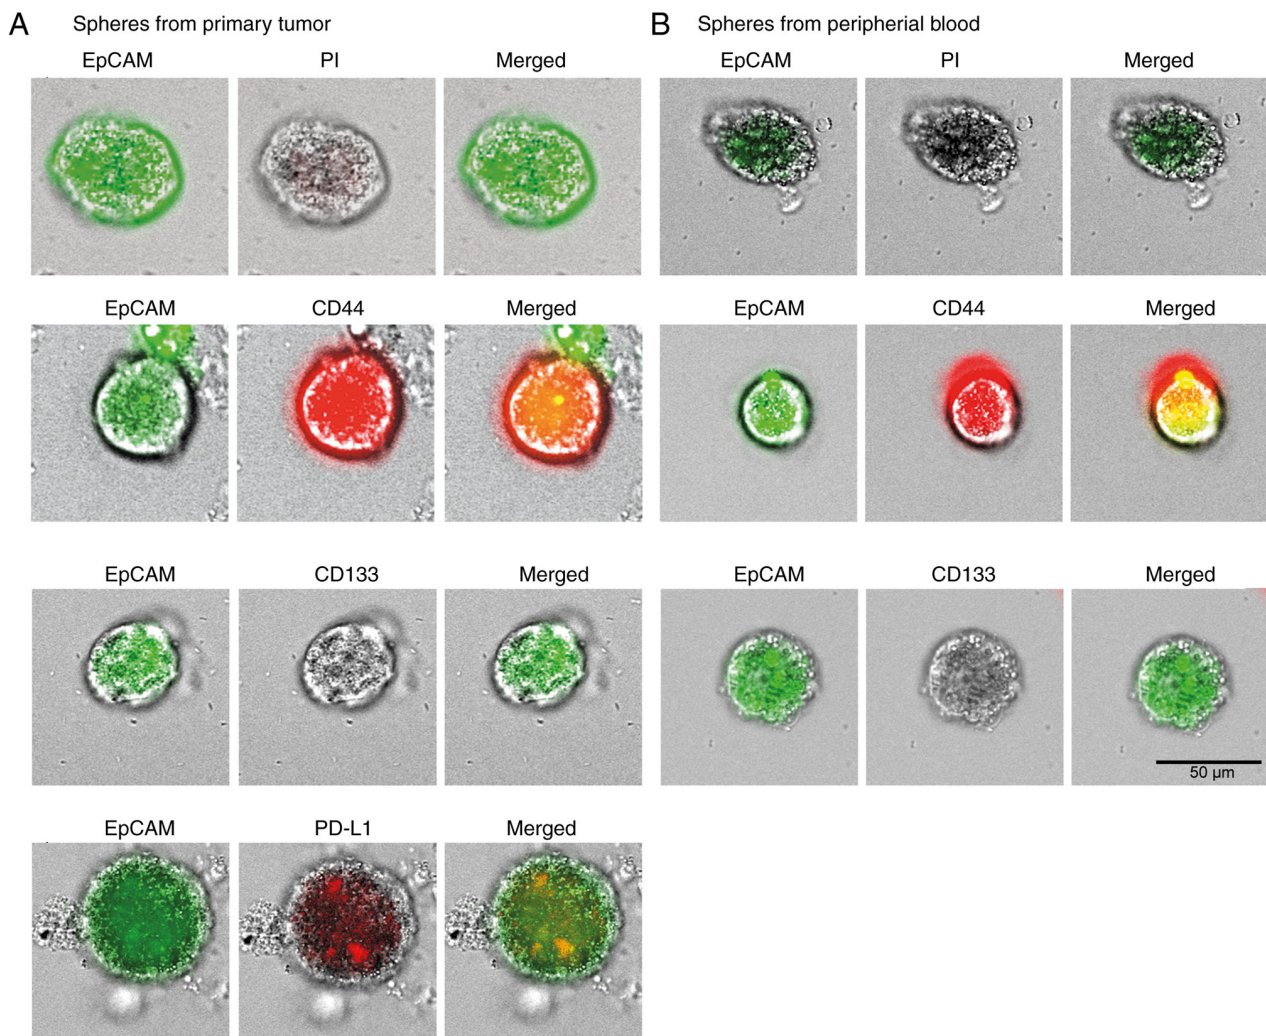 A Spheres from primary tumor
EpCAM PI Merged
EpCAM CD44 Merged
EpCAM CD133 Merged
EpCAM PD-L1 Merged
B Spheres from peripherial blood
EpCAM PI Merged
EpCAM CD44 Merged
EpCAM CD133 Merged
50 µm